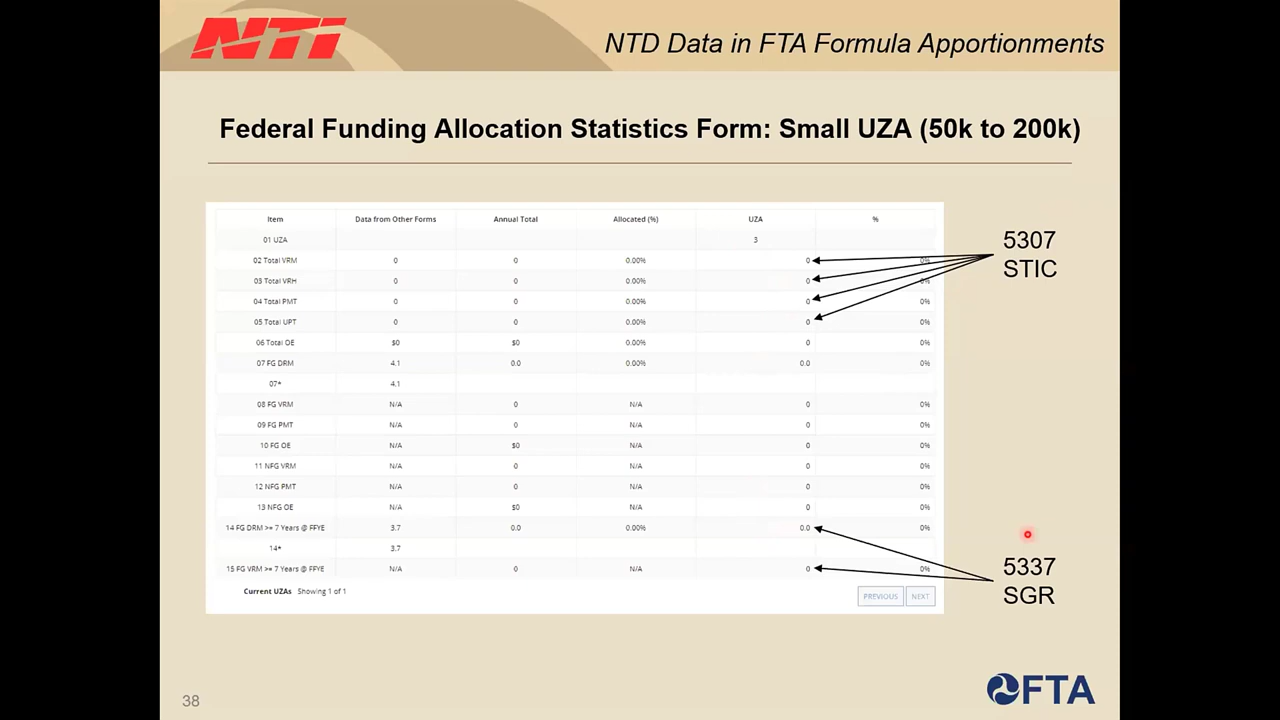 NTI
NTD Data in FTA Formula Apportionments
Federal Funding Allocation Statistics Form: Small UZA (50k to 200k)
Item Data from Other Forms Annual Total Allocated (%) UZA %
01 UZA 3
02 Total VRM 0 0 0.00% 0 0%
03 Total VRH 0 0 0.00% 0 0%
04 Total PMT 0 0 0.00% 0 0%
05 Total UPT 0 0 0.00% 0 0%
06 Total OE $0 $0 0.00% 0 0%
07 FG DRM 4.1 0.0 0.00% 0.0 0%
07* 4.1
08 FG VRM N/A 0 N/A 0 0%
09 FG PMT N/A 0 N/A 0 0%
10 FG OE N/A $0 N/A 0 0%
11 NFG VRM N/A 0 N/A 0 0%
12 NFG PMT N/A 0 N/A 0 0%
13 NFG OE N/A $0 N/A 0 0%
14 FG DRM >= 7 Years @ FFYE 3.7 0.0 0.00% 0.0 0%
14* 3.7
15 FG VRM >= 7 Years @ FFYE N/A 0 N/A 0 0%
Current UZAs Showing 1 of 1
PREVIOUS NEXT
5307
STIC
5337
SGR
38
FTA